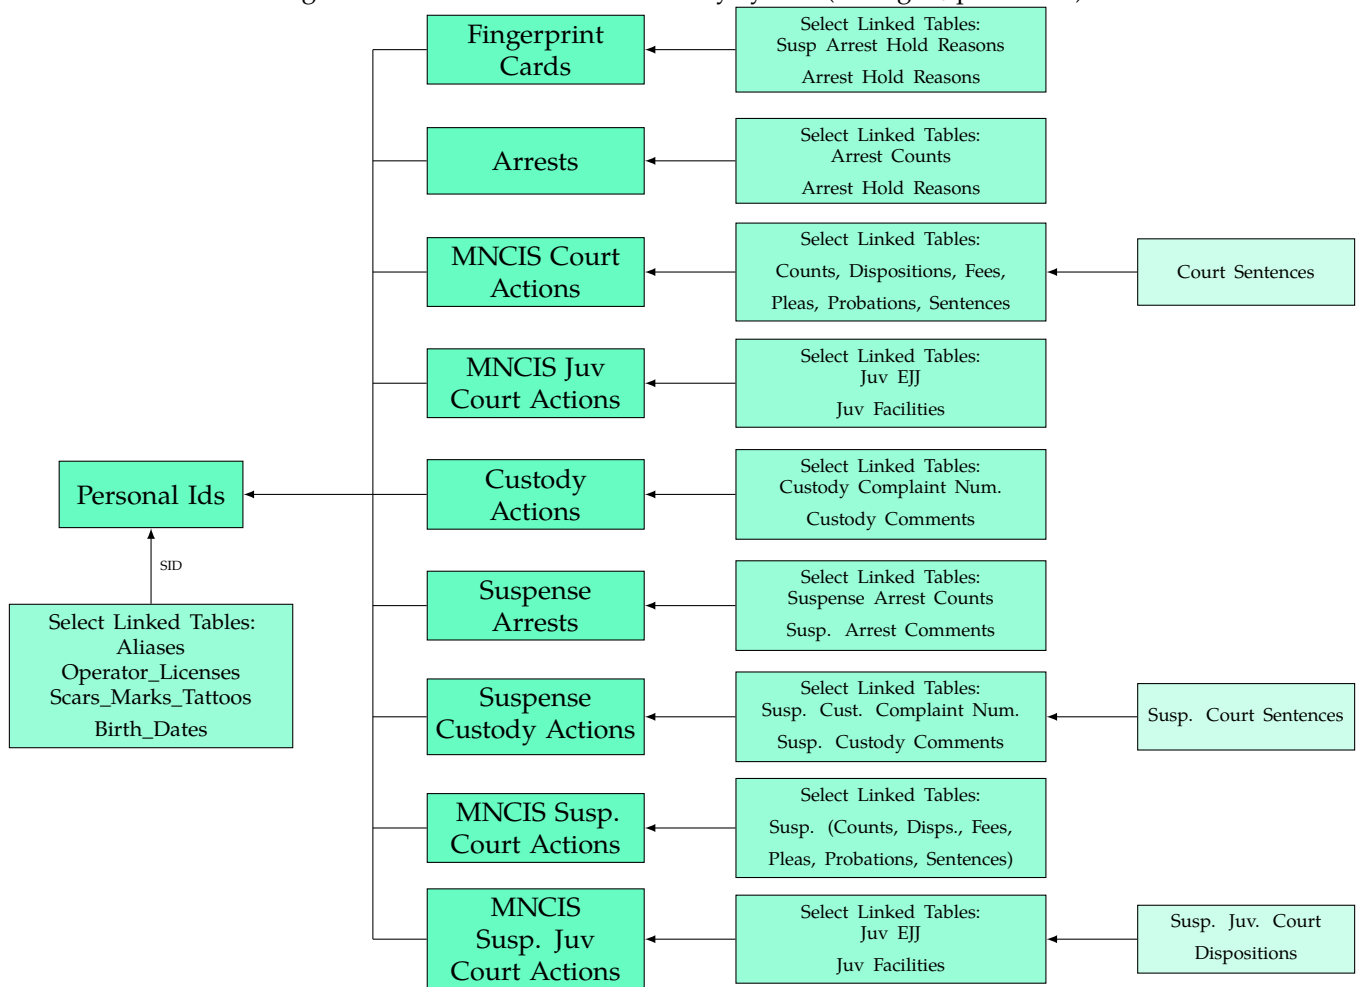 Fingerprint
Cards
Select Linked Tables:
Susp Arrest Hold Reasons
Arrest Hold Reasons
Arrests
Select Linked Tables:
Arrest Counts
Arrest Hold Reasons
MNCIS Court
Actions
Select Linked Tables:
Counts, Dispositions, Fees,
Pleas, Probations, Sentences
Court Sentences
MNCIS Juv
Court Actions
Select Linked Tables:
Juv EJJ
Juv Facilities
Personal Ids
Custody
Actions
Select Linked Tables:
Custody Complaint Num.
Custody Comments
SID
Select Linked Tables:
Aliases
Operator_Licenses
Scars_Marks_Tattoos
Birth_Dates
Suspense
Arrests
Select Linked Tables:
Suspense Arrest Counts
Susp. Arrest Comments
Suspense
Custody Actions
Select Linked Tables:
Susp. Cust. Complaint Num.
Susp. Custody Comments
Susp. Court Sentences
MNCIS Susp.
Court Actions
Select Linked Tables:
Susp. (Counts, Disps., Fees,
Pleas, Probations, Sentences)
MNCIS
Susp. Juv
Court Actions
Select Linked Tables:
Juv EJJ
Juv Facilities
Susp. Juv. Court
Dispositions